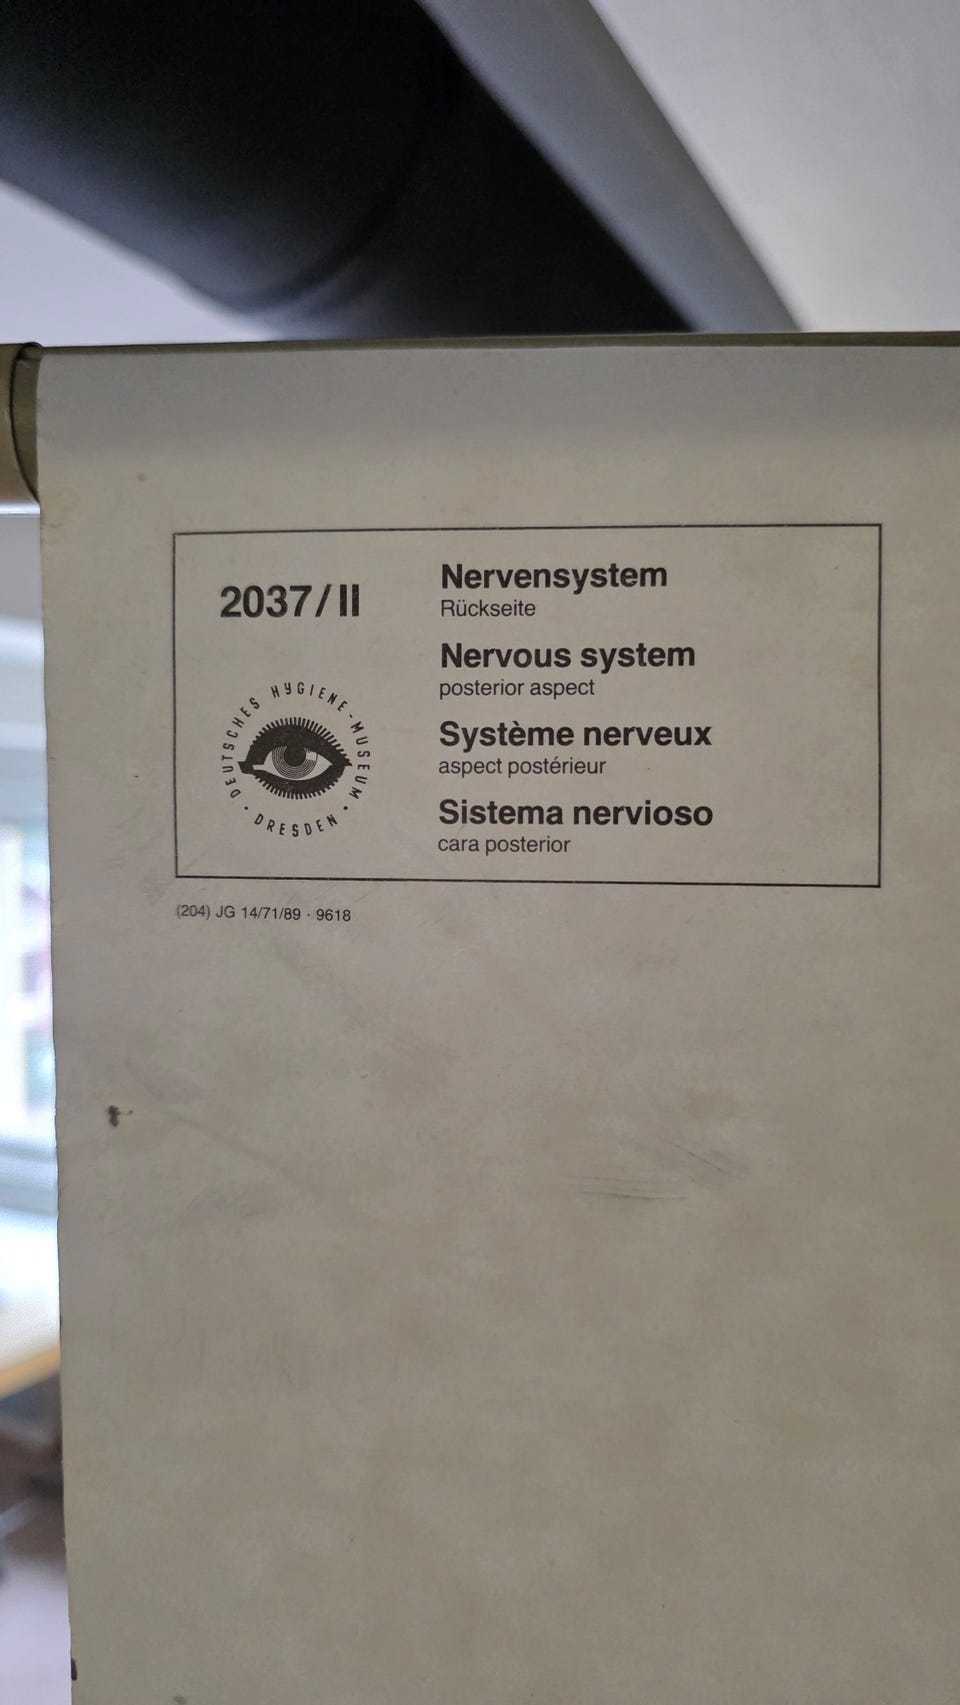 2037/II
DEUTSCHES HYGIENE-MUSEUM · DRESDEN ·
Nervensystem
Rückseite
Nervous system
posterior aspect
Système nerveux
aspect postérieur
Sistema nervioso
cara posterior
(204) JG 14/71/89 · 9618